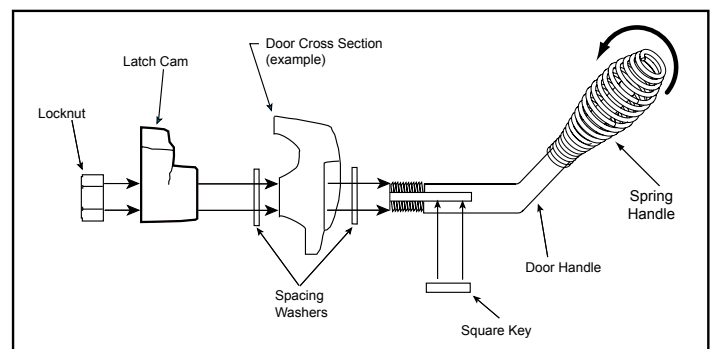 Door Cross Section
(example)
Latch Cam
Locknut
Spring
Handle
Door Handle
Spacing
Washers
Square Key